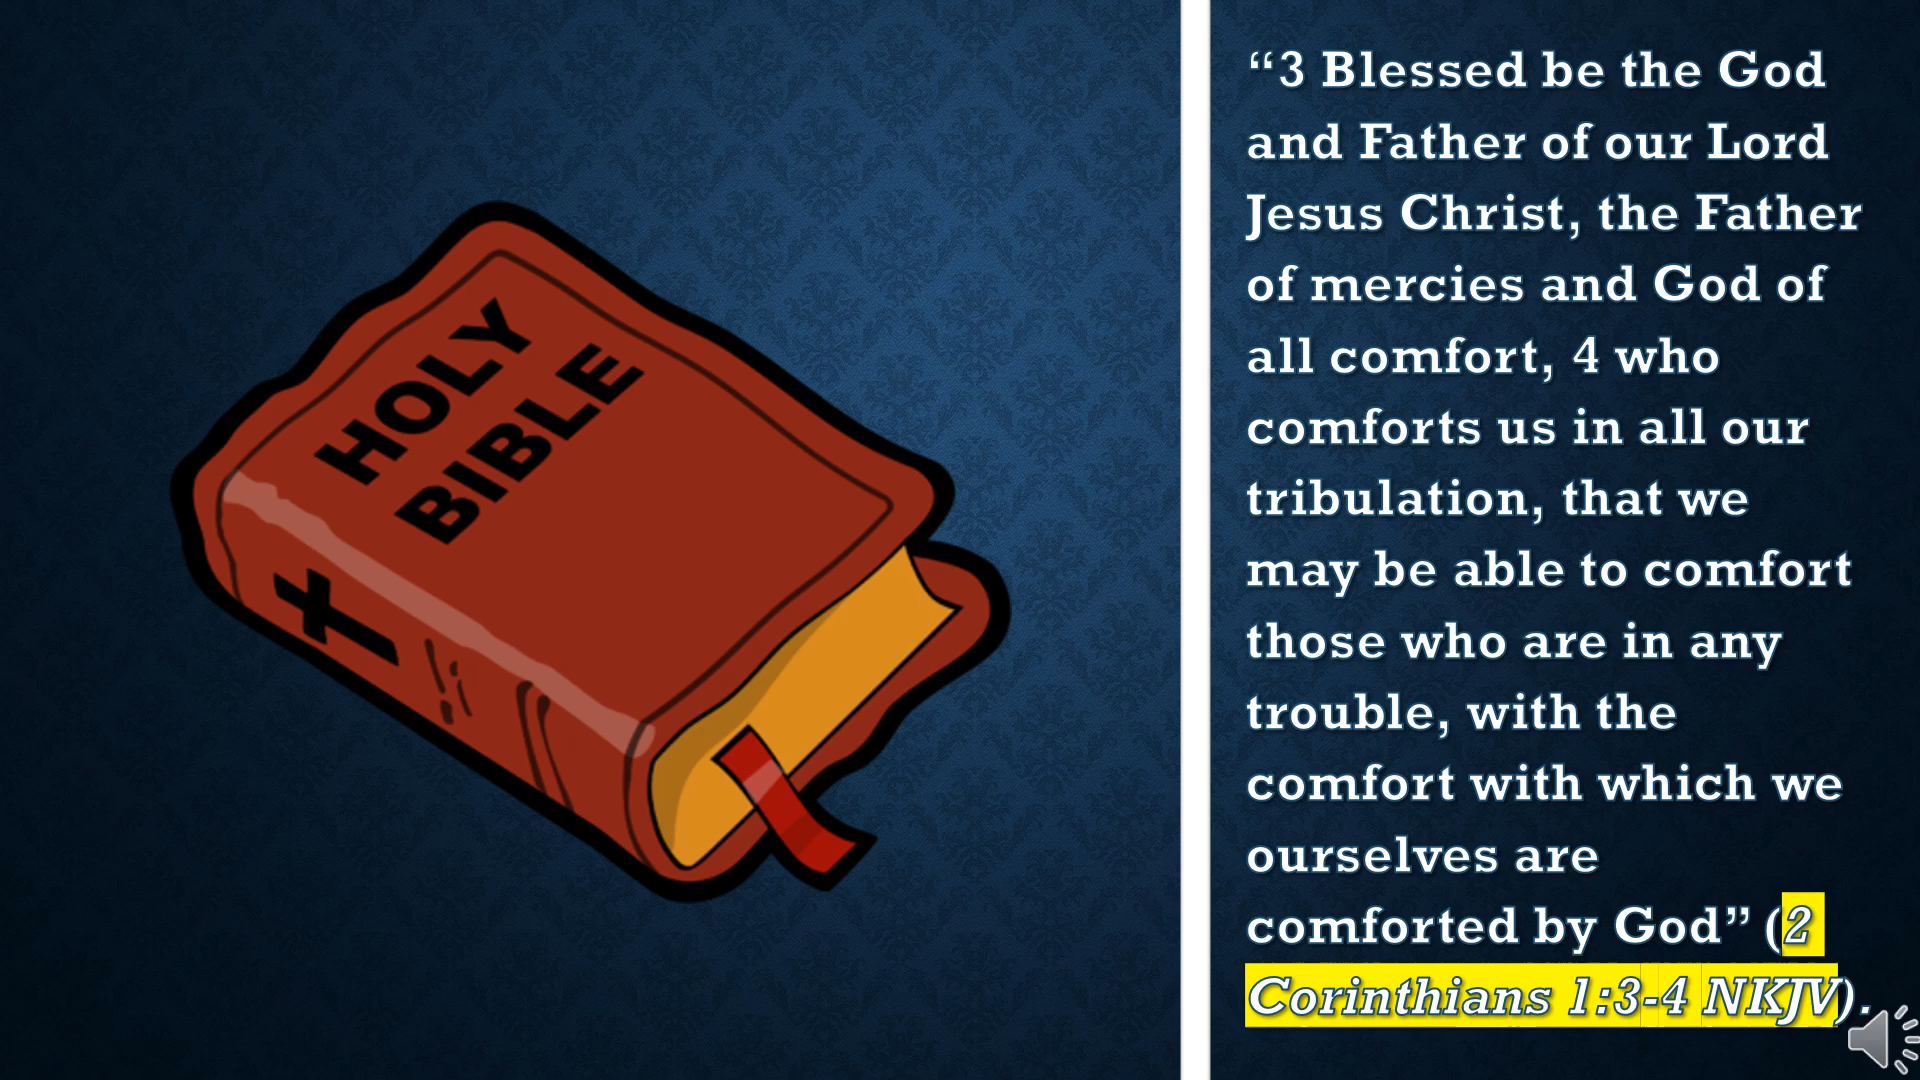 HOLY
BIBLE
“3 Blessed be the God
and Father of our Lord
Jesus Christ, the Father
of mercies and God of
all comfort, 4 who
comforts us in all our
tribulation, that we
may be able to comfort
those who are in any
trouble, with the
comfort with which we
ourselves are
comforted by God” (2
Corinthians 1:3-4 NKJV).